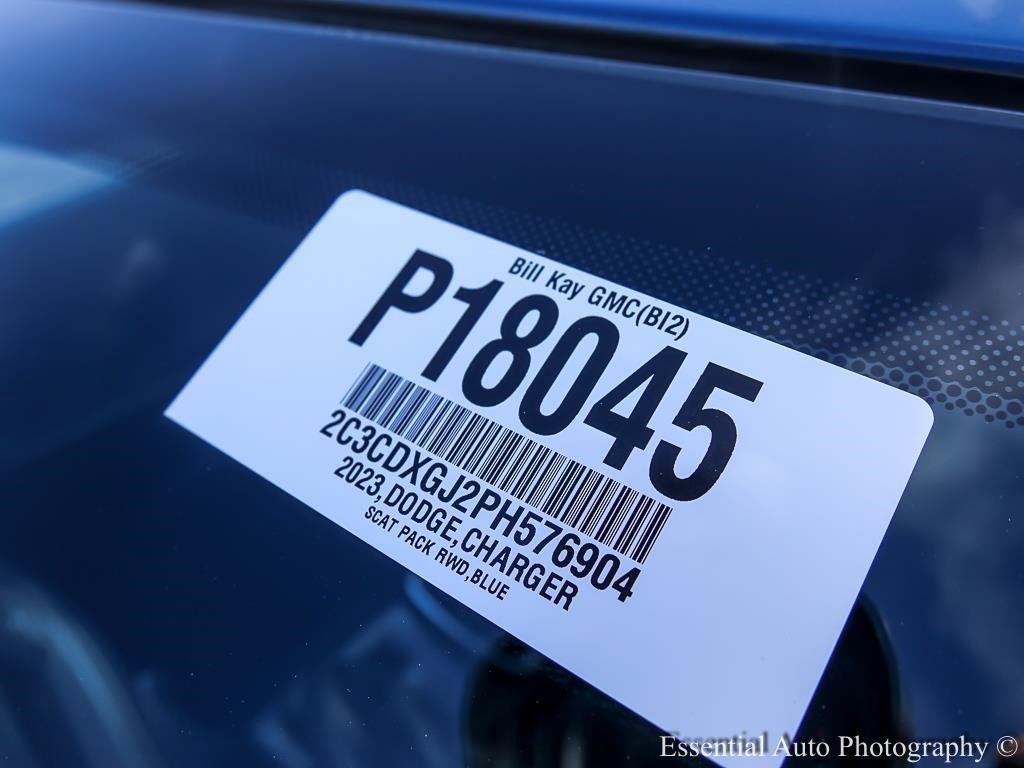 Bill Kay GMC(BI2)
P18045
2C3CDXGJ2PH576904
2023,DODGE,CHARGER
SCAT PACK RWD,BLUE
Essential Auto Photography ©